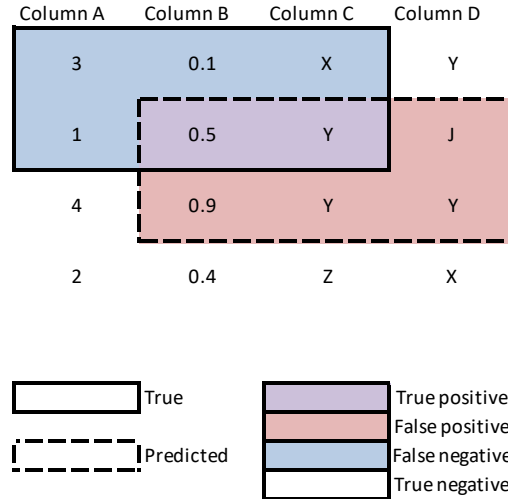 Column A Column B Column C Column D
3 0.1 X Y
1 0.5 Y J
4 0.9 Y Y
2 0.4 Z X
True
Predicted
True positive
False positive
False negative
True negative